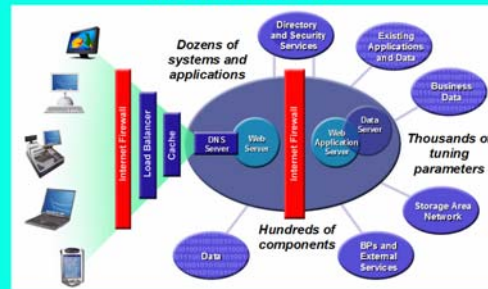 Dozens of
systems and
applications
Directory
and Security
Services
Existing
Applications
and Data
Business
Data
Internet Firewall
Load Balancer
Cache
DNS
Server
Web
Server
Internet Firewall
Web
Application
Server
Data
Server
Thousands of
tuning
parameters
Storage Area
Network
Hundreds of
components
Data
BPs and
External
Services